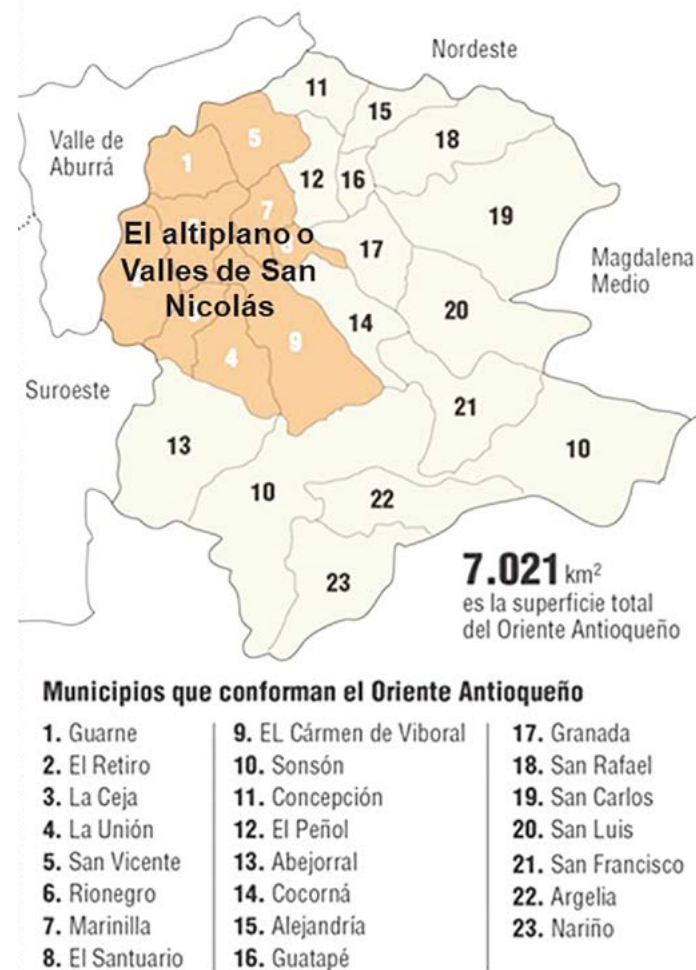 Nordeste
11
15
Valle de
Aburrá
5
18
1
12
16
7
19
El altiplano o
Valles de San
Nicolás
17
Magdalena
Medio
20
14
9
4
Suroeste
21
13
10
10
22
7.021 km²
es la superficie total
del Oriente Antioqueño
23
Municipios que conforman el Oriente Antioqueño
1. Guarne
2. El Retiro
3. La Ceja
4. La Unión
5. San Vicente
6. Rionegro
7. Marinilla
8. El Santuario
9. EL Cármen de Viboral
10. Sonsón
11. Concepción
12. El Peñol
13. Abejorral
14. Cocorná
15. Alejandría
16. Guatapé
17. Granada
18. San Rafael
19. San Carlos
20. San Luis
21. San Francisco
22. Argelia
23. Nariño